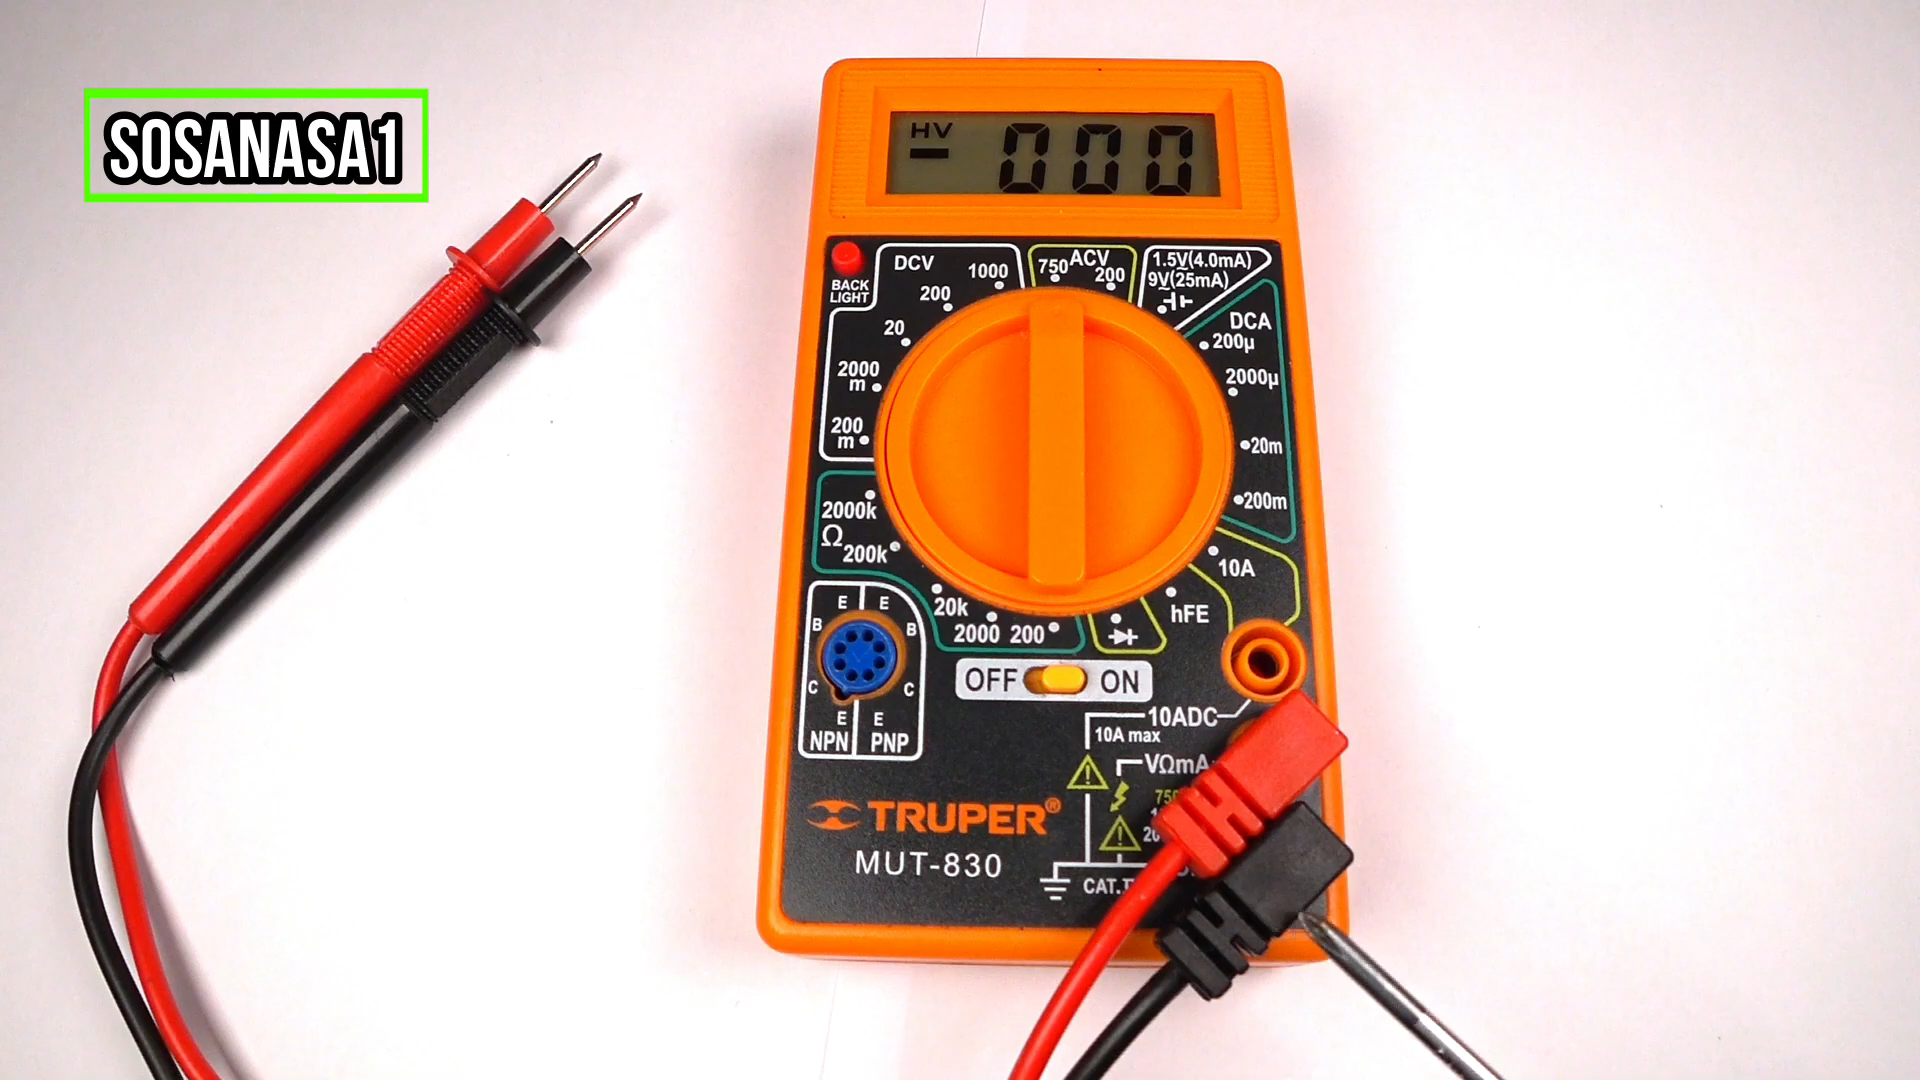 SOSANASA1
HV
- 000
BACK
LIGHT
DCV
1000
200
20
2000
m
200
m
ACV
750
200
1.5V(4.0mA)
9V(25mA)
DCA
200µ
2000µ
20m
200m
10A
hFE
2000k
Ω
200k
20k
2000
200
OFF ON
E E
B B
C C
E E
NPN PNP
10ADC
10A max
VΩmA
TRUPER®
MUT-830
CAT.